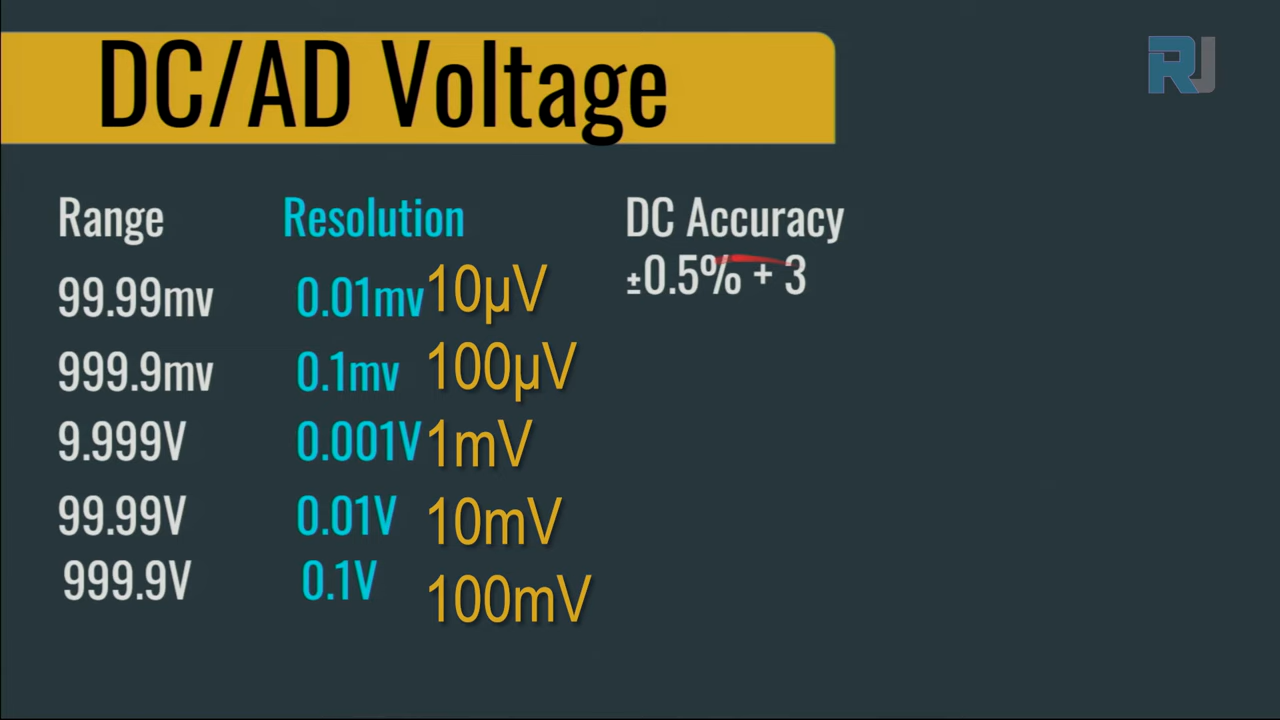 DC/AD Voltage
RJ
Range Resolution DC Accuracy
±0.5% + 3
99.99mv 0.01mv 10µV
999.9mv 0.1mv 100µV
9.999V 0.001V 1mV
99.99V 0.01V 10mV
999.9V 0.1V 100mV